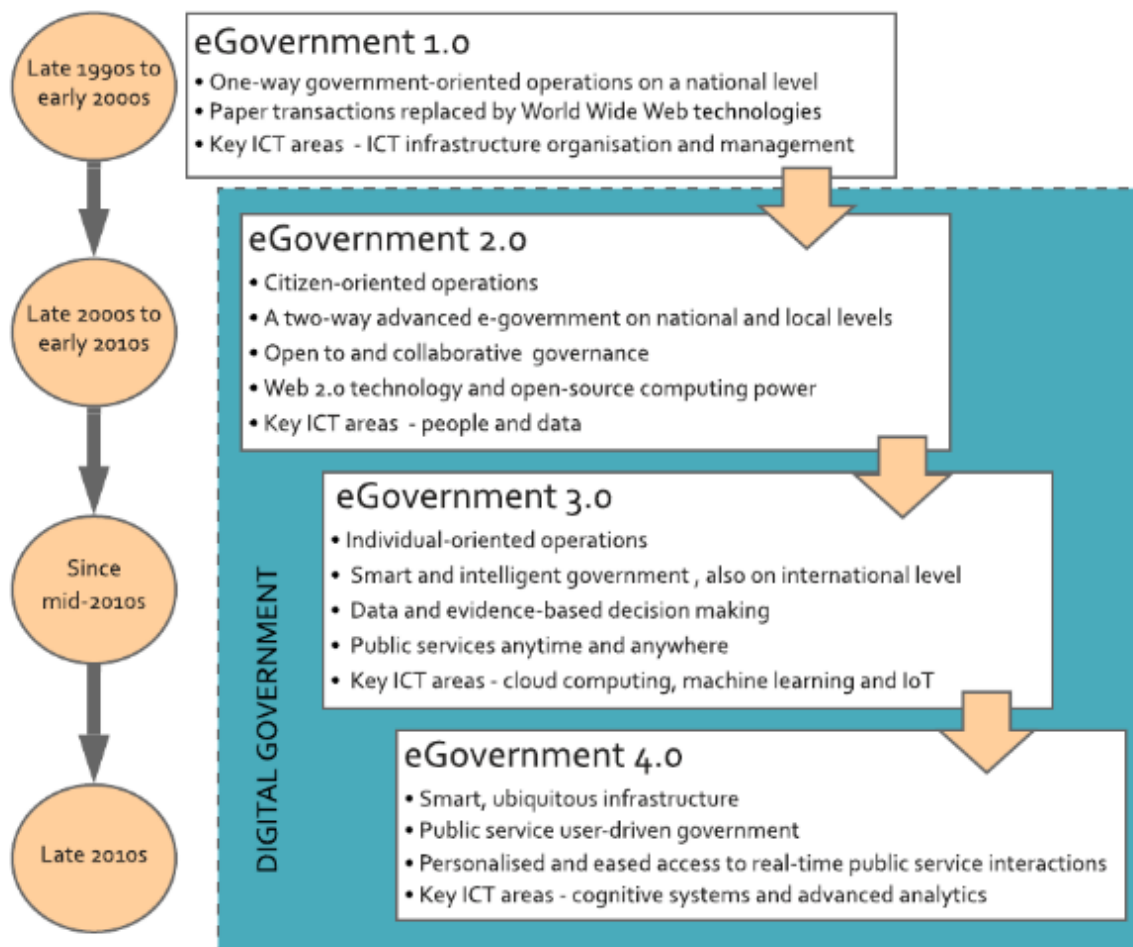 Late 1990s to
early 2000s
eGovernment 1.0
• One-way government-oriented operations on a national level
• Paper transactions replaced by World Wide Web technologies
• Key ICT areas - ICT infrastructure organisation and management
Late 2000s to
early 2010s
eGovernment 2.0
• Citizen-oriented operations
• A two-way advanced e-government on national and local levels
• Open to and collaborative governance
• Web 2.0 technology and open-source computing power
• Key ICT areas - people and data
Since
mid-2010s
eGovernment 3.0
• Individual-oriented operations
• Smart and intelligent government , also on international level
• Data and evidence-based decision making
• Public services anytime and anywhere
• Key ICT areas - cloud computing, machine learning and IoT
Late 2010s
eGovernment 4.0
• Smart, ubiquitous infrastructure
• Public service user-driven government
• Personalised and eased access to real-time public service interactions
• Key ICT areas - cognitive systems and advanced analytics
DIGITAL GOVERNMENT